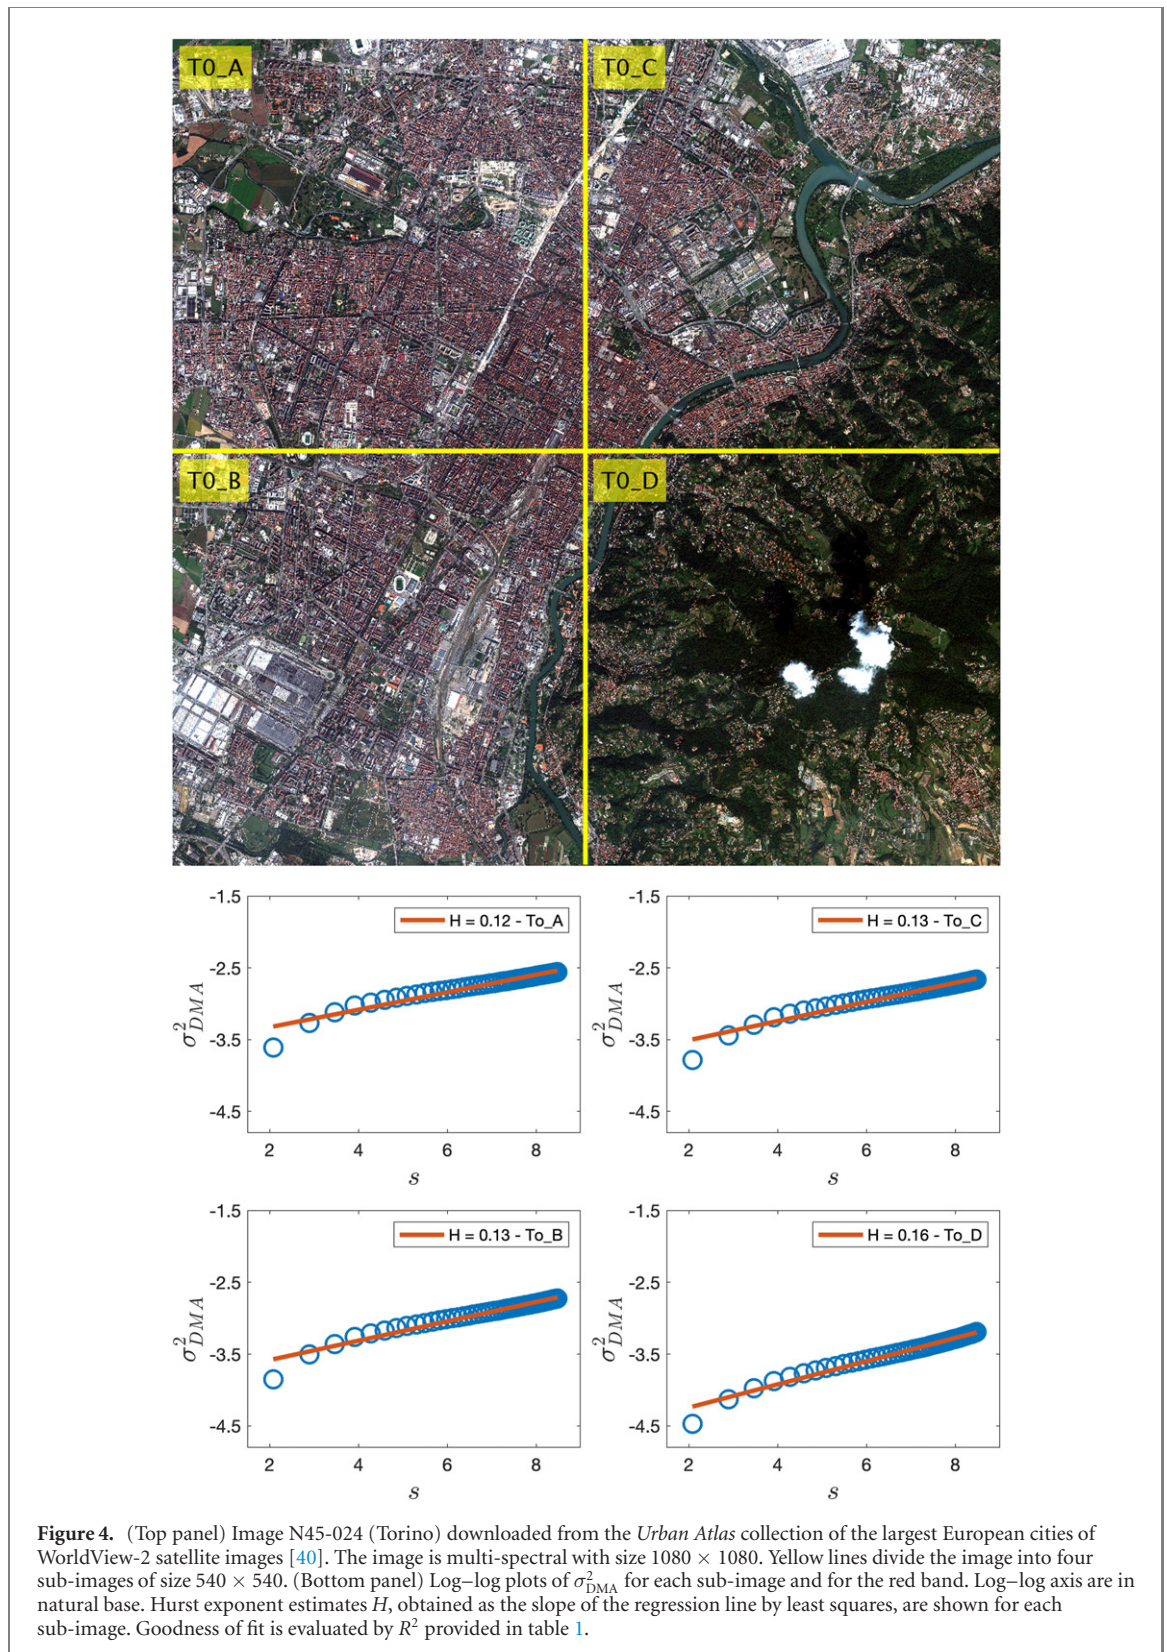 T0_A
T0_C
T0_B
T0_D
-1.5
-2.5
-3.5
-4.5
σ²DMA
H = 0.12 - To_A
2 4 6 8
s
-1.5
-2.5
-3.5
-4.5
σ²DMA
H = 0.13 - To_C
2 4 6 8
s
-1.5
-2.5
-3.5
-4.5
σ²DMA
H = 0.13 - To_B
2 4 6 8
s
-1.5
-2.5
-3.5
-4.5
σ²DMA
H = 0.16 - To_D
2 4 6 8
s
Figure 4. (Top panel) Image N45-024 (Torino) downloaded from the Urban Atlas collection of the largest European cities of
WorldView-2 satellite images [40]. The image is multi-spectral with size 1080 × 1080. Yellow lines divide the image into four
sub-images of size 540 × 540. (Bottom panel) Log–log plots of σ²DMA for each sub-image and for the red band. Log–log axis are in
natural base. Hurst exponent estimates H, obtained as the slope of the regression line by least squares, are shown for each
sub-image. Goodness of fit is evaluated by R² provided in table 1.